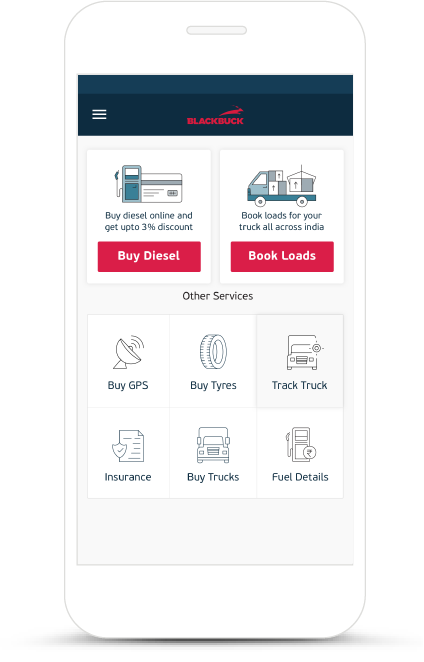 BLACKBUCK
Buy diesel online and
get upto 3% discount
Buy Diesel
Book loads for your
truck all across india
Book Loads
Other Services
Buy GPS
Buy Tyres
Track Truck
Insurance
Buy Trucks
Fuel Details